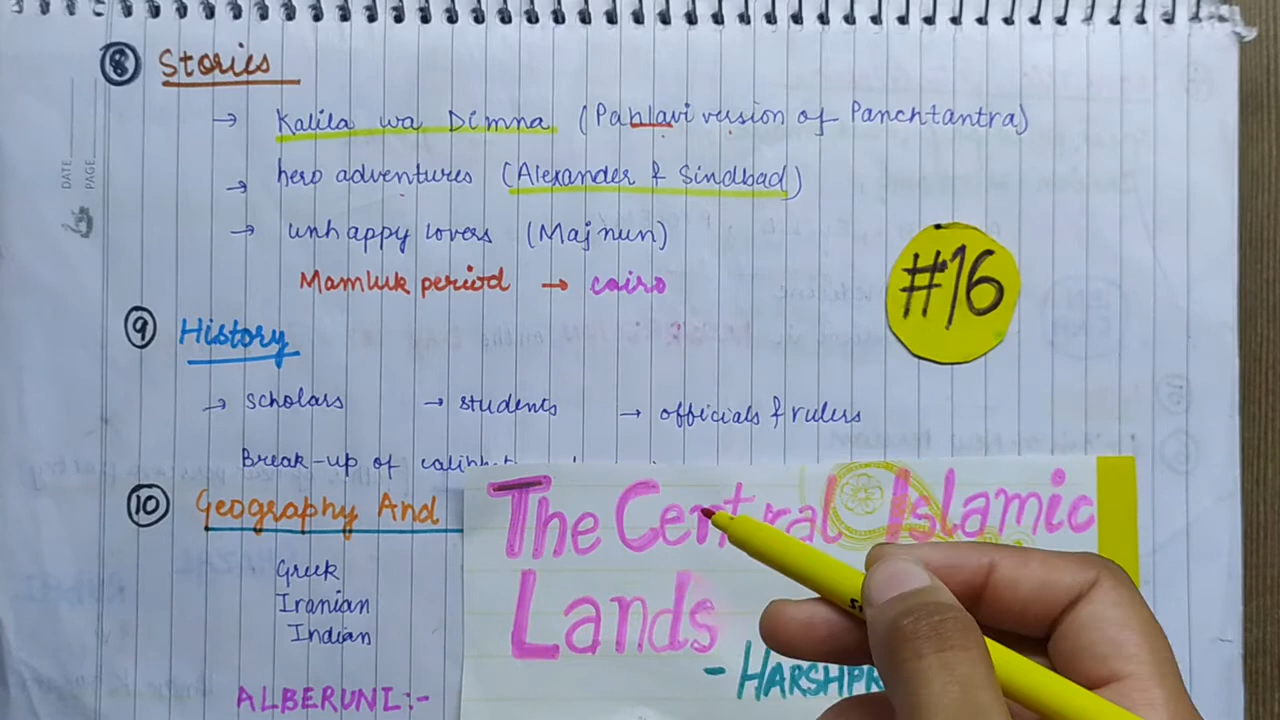 DATE
PAGE
8 Stories
→ Kalila wa Dimna (Pahlavi version of Panchtantra)
→ hero adventures (Alexander & Sindbad)
→ unhappy lovers (Majnun)
Mamluk period → cairo
#16
9 History
→ scholars → students → officials & rulers
Break-up of
10 Geography And
Greek
Iranian
Indian
ALBERUNI:-
The Central Islamic
Lands
- HARSHPR